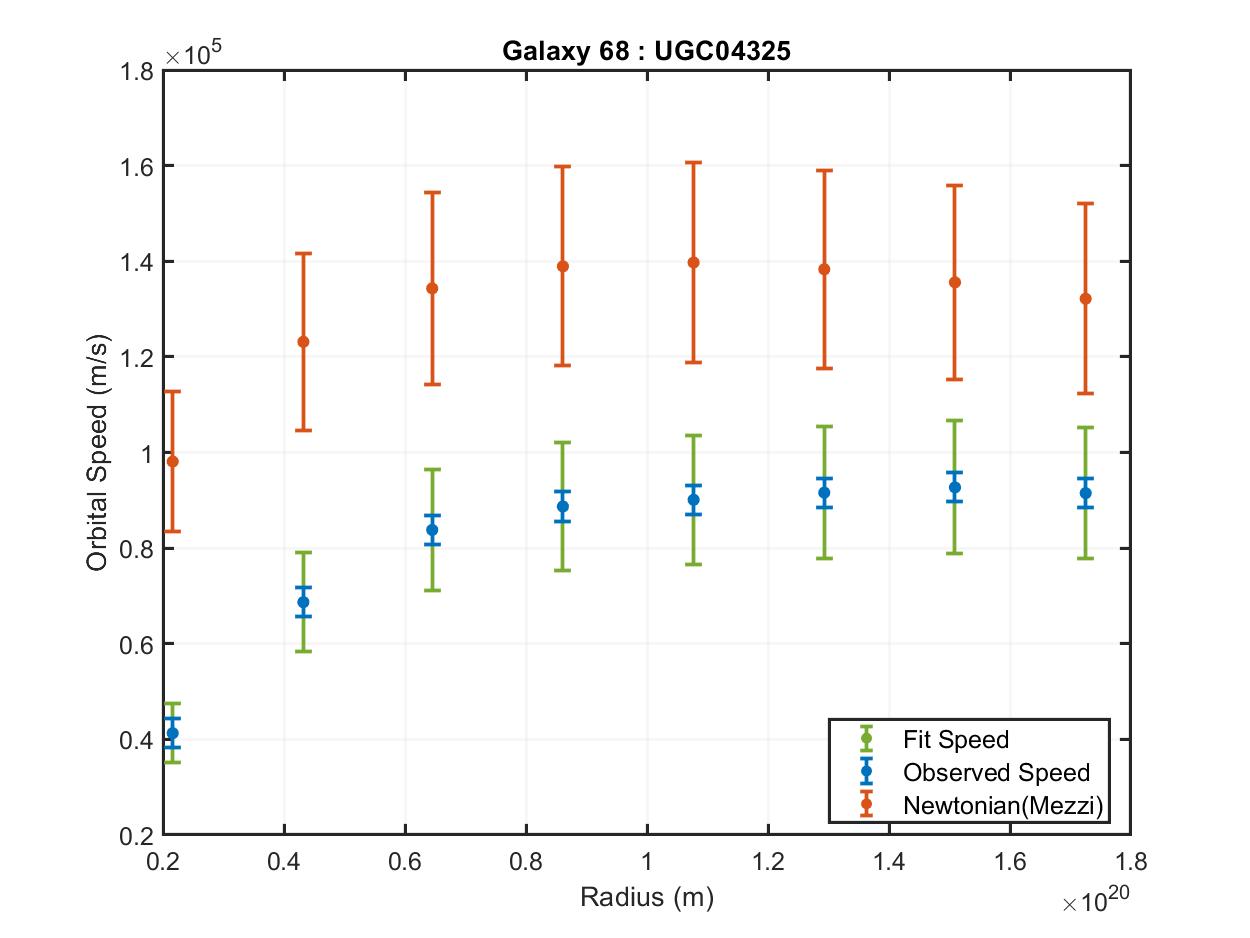 Galaxy 68 : UGC04325
×10^5
1.8
1.6
1.4
1.2
1
0.8
0.6
0.4
0.2
Orbital Speed (m/s)
Fit Speed
Observed Speed
Newtonian(Mezzi)
0.2 0.4 0.6 0.8 1 1.2 1.4 1.6 1.8
Radius (m)
×10^20